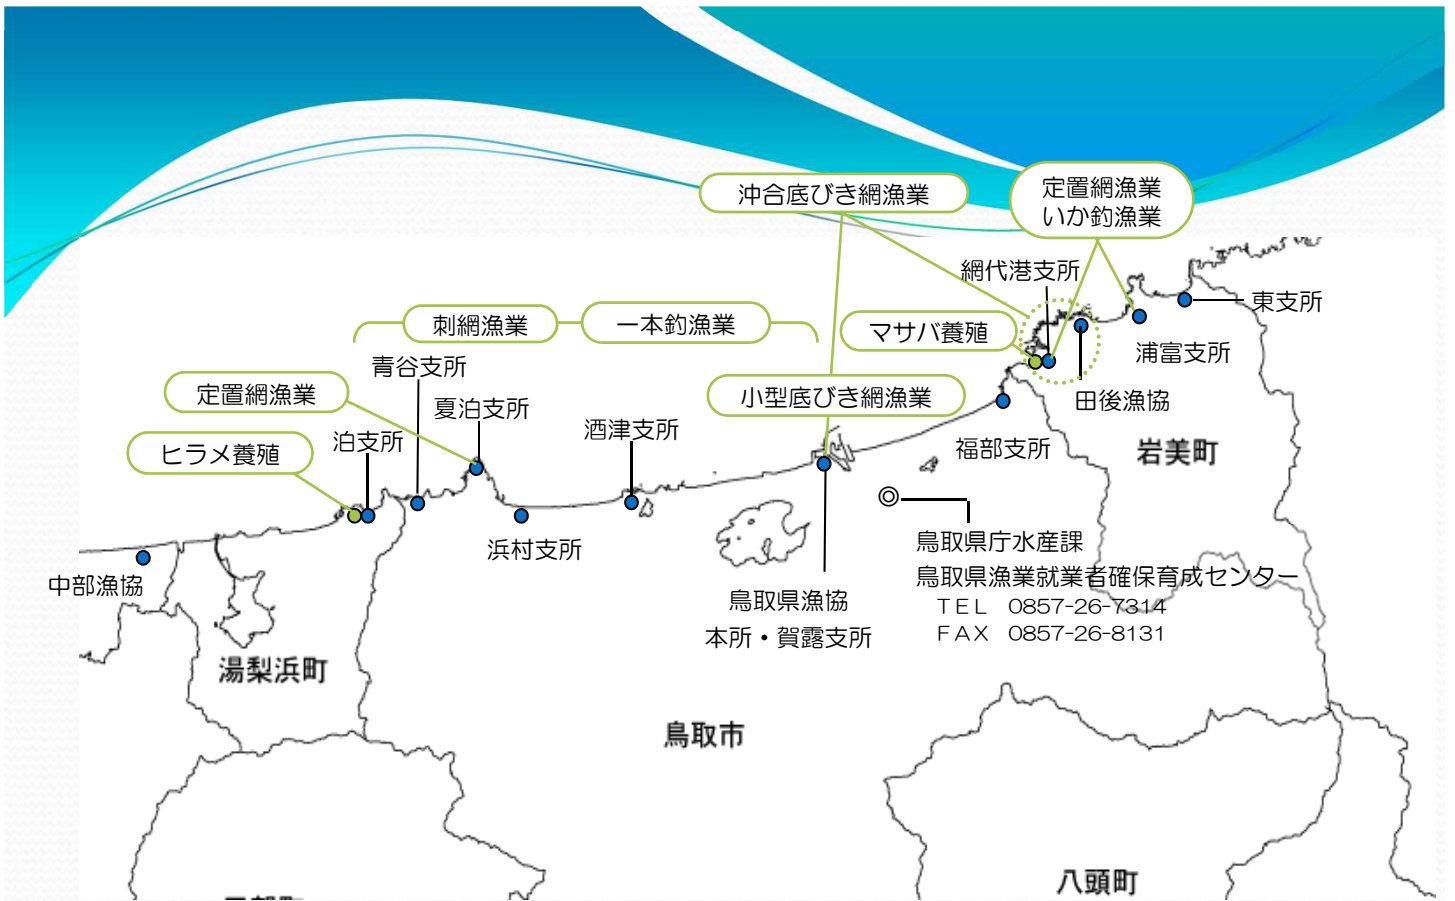 沖合底びき網漁業
定置網漁業
いか釣漁業
網代港支所
東支所
刺網漁業
一本釣漁業
マサバ養殖
浦富支所
青谷支所
定置網漁業
夏泊支所
小型底びき網漁業
田後漁協
ヒラメ養殖
泊支所
酒津支所
福部支所
岩美町
浜村支所
鳥取県庁水産課
中部漁協
鳥取県漁業就業者確保育成センター
鳥取県漁協
TEL 0857-26-7314
本所・賀露支所
FAX 0857-26-8131
湯梨浜町
鳥取市
八頭町